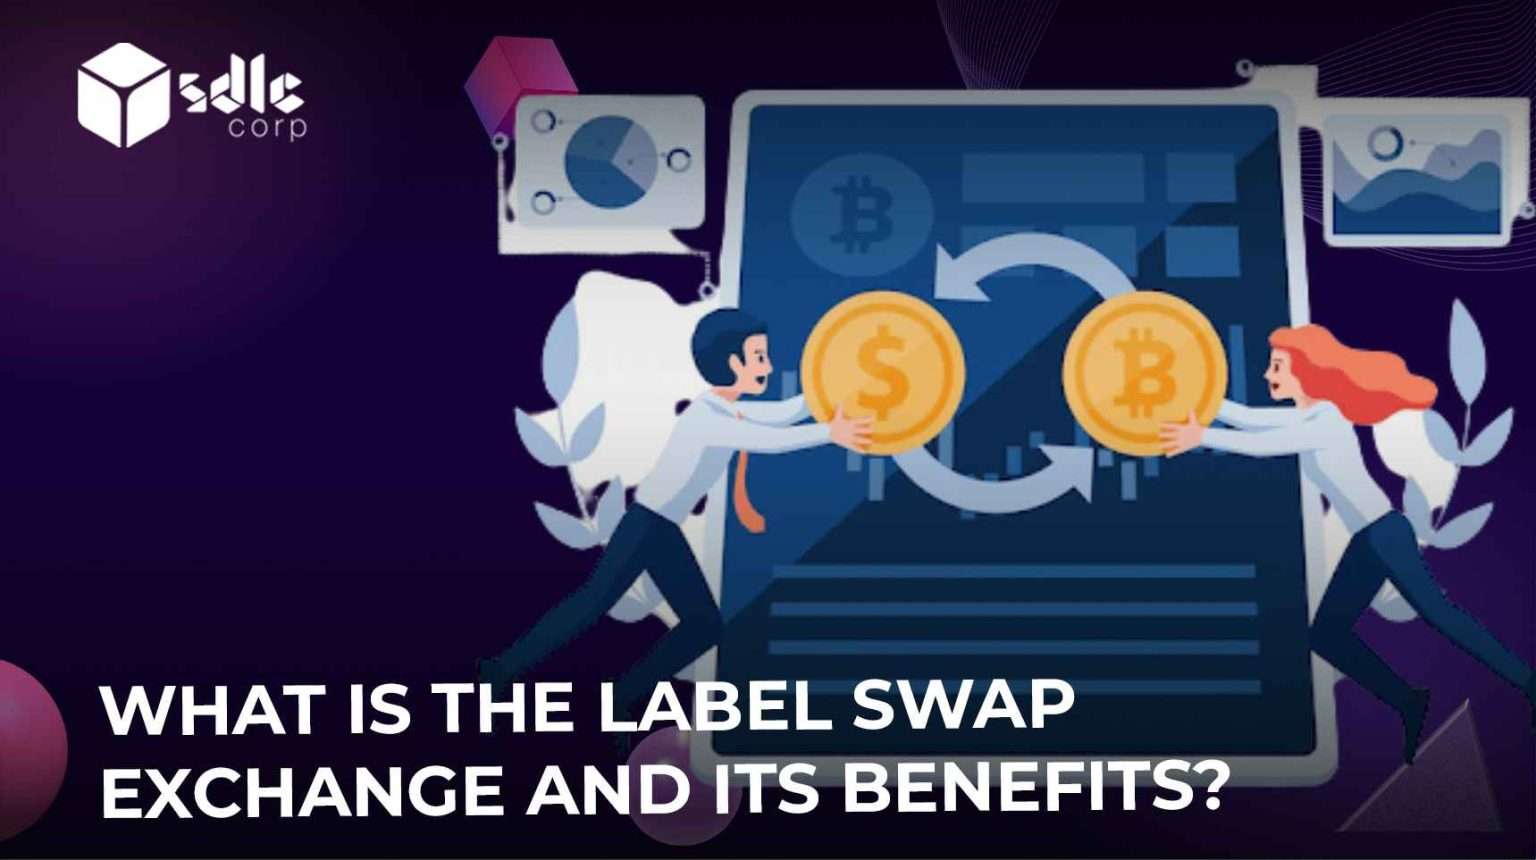 sdlc
corp
WHAT IS THE LABEL SWAP
EXCHANGE AND ITS BENEFITS?